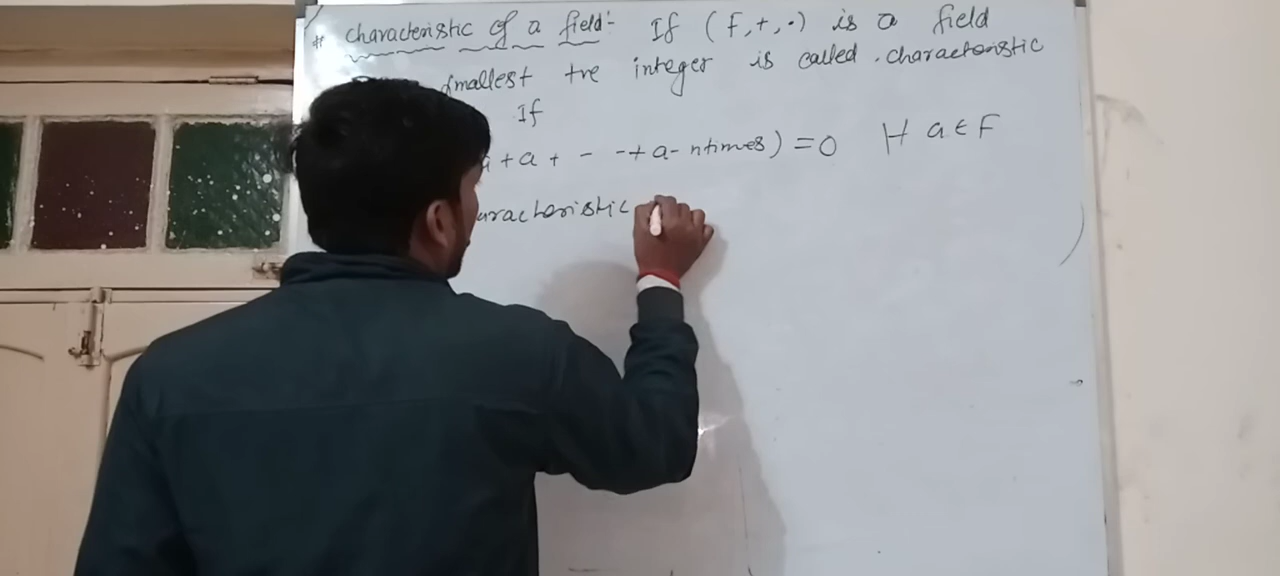 # characteristic of a field:- If (F,+,·) is a field
smallest +ve integer is called characteristic
If
a + a + - - + a - n times) = 0 ∀ a ∈ F
aracteristic